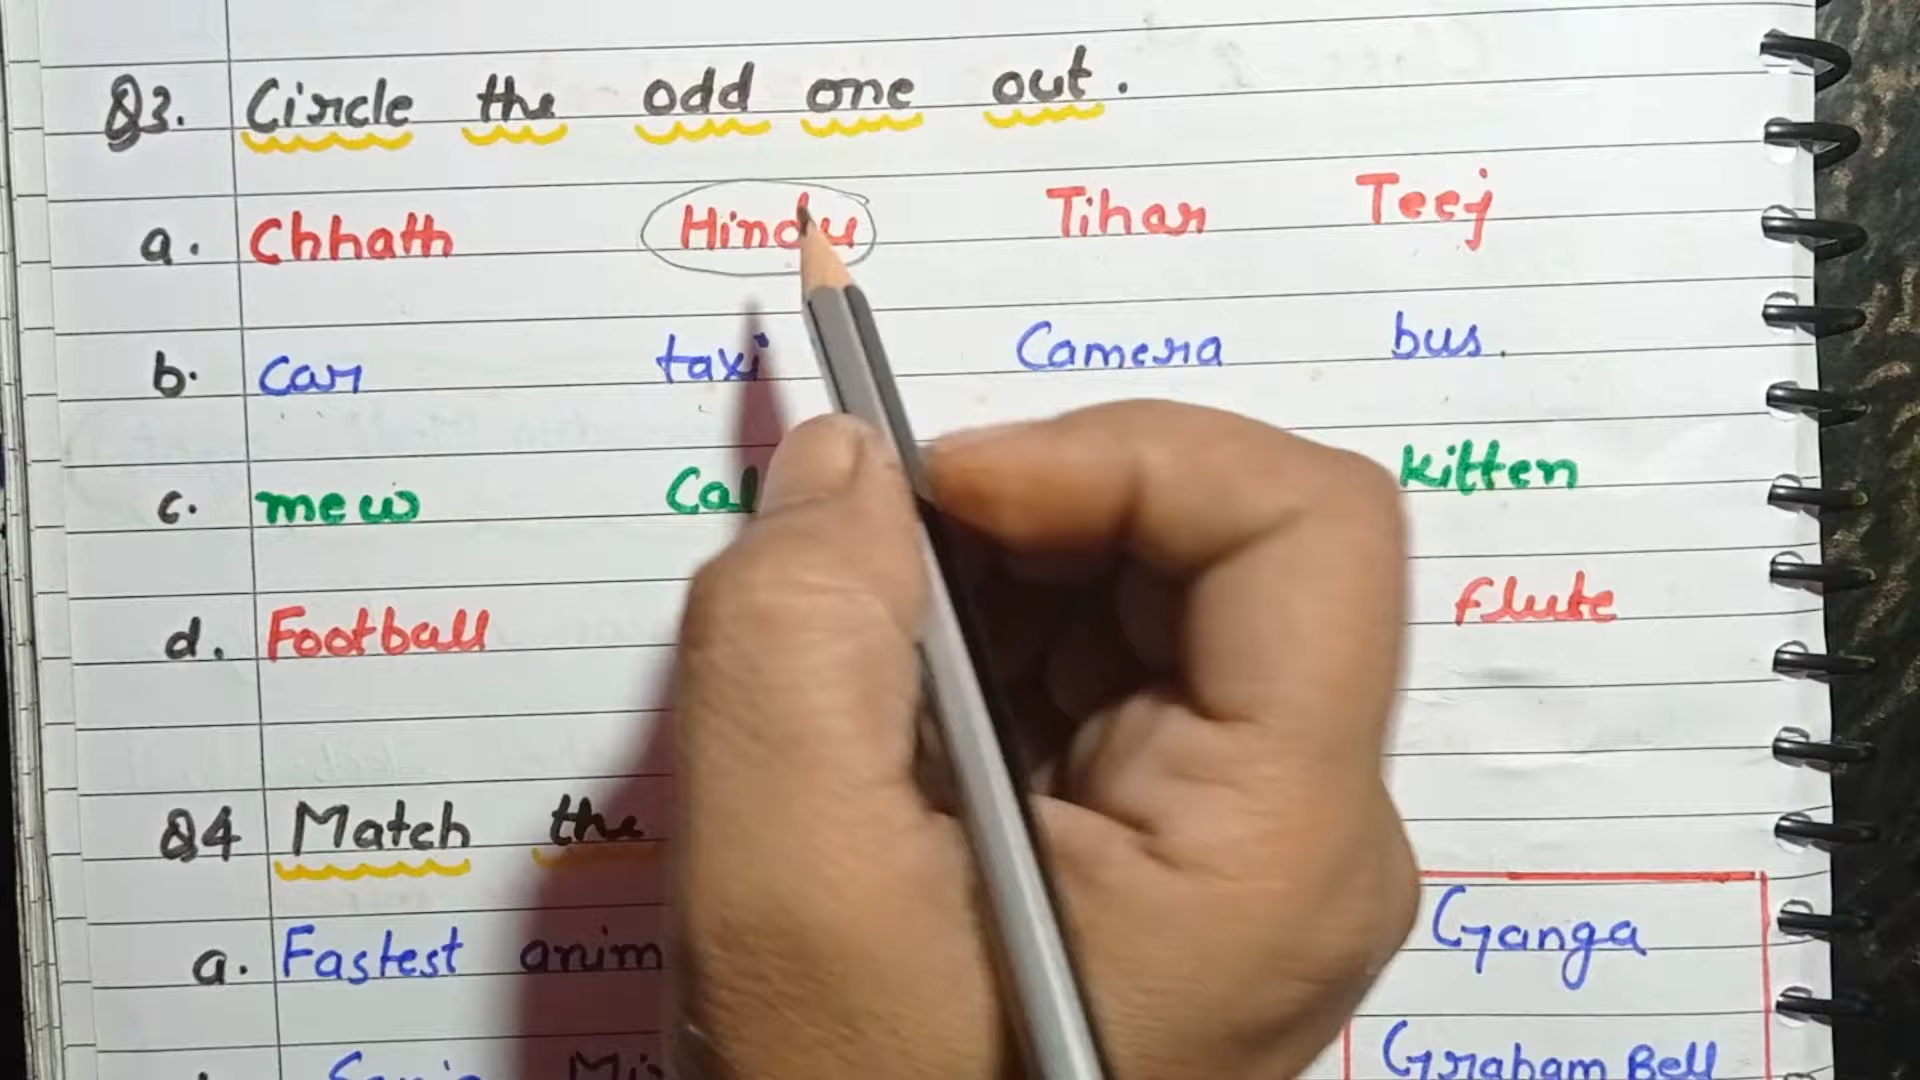 Q3. Circle the odd one out.
a. Chhath Hindu Tihar Teej
b. car taxi Camera bus.
c. mew kitten
d. Football flute
Q4 Match the
a. Fastest Ganga
Graham Bell